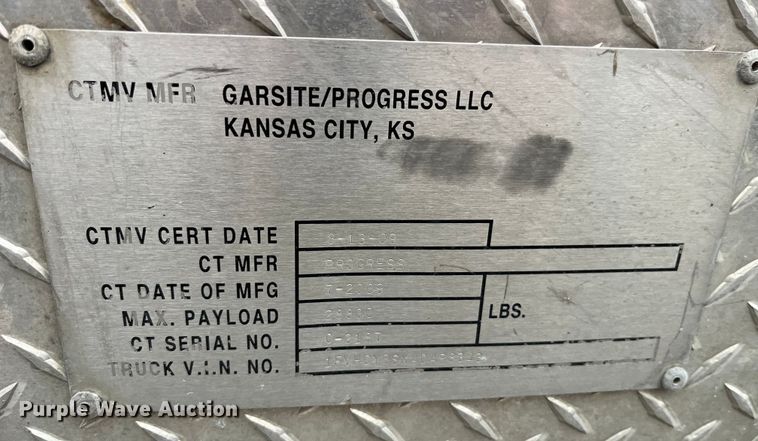 CTMV MFR GARSITE/PROGRESS LLC
KANSAS CITY, KS
CTMV CERT DATE
CT MFR PROGRESS
CT DATE OF MFG
MAX. PAYLOAD LBS.
CT SERIAL NO.
TRUCK V.I.N. NO.
Purple Wave Auction